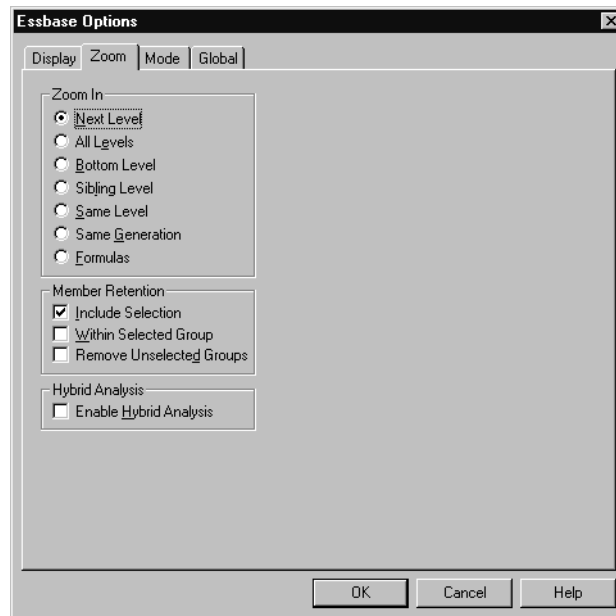 Essbase Options
Display Zoom Mode Global
Zoom In
Next Level
All Levels
Bottom Level
Sibling Level
Same Level
Same Generation
Formulas
Member Retention
Include Selection
Within Selected Group
Remove Unselected Groups
Hybrid Analysis
Enable Hybrid Analysis
OK Cancel Help